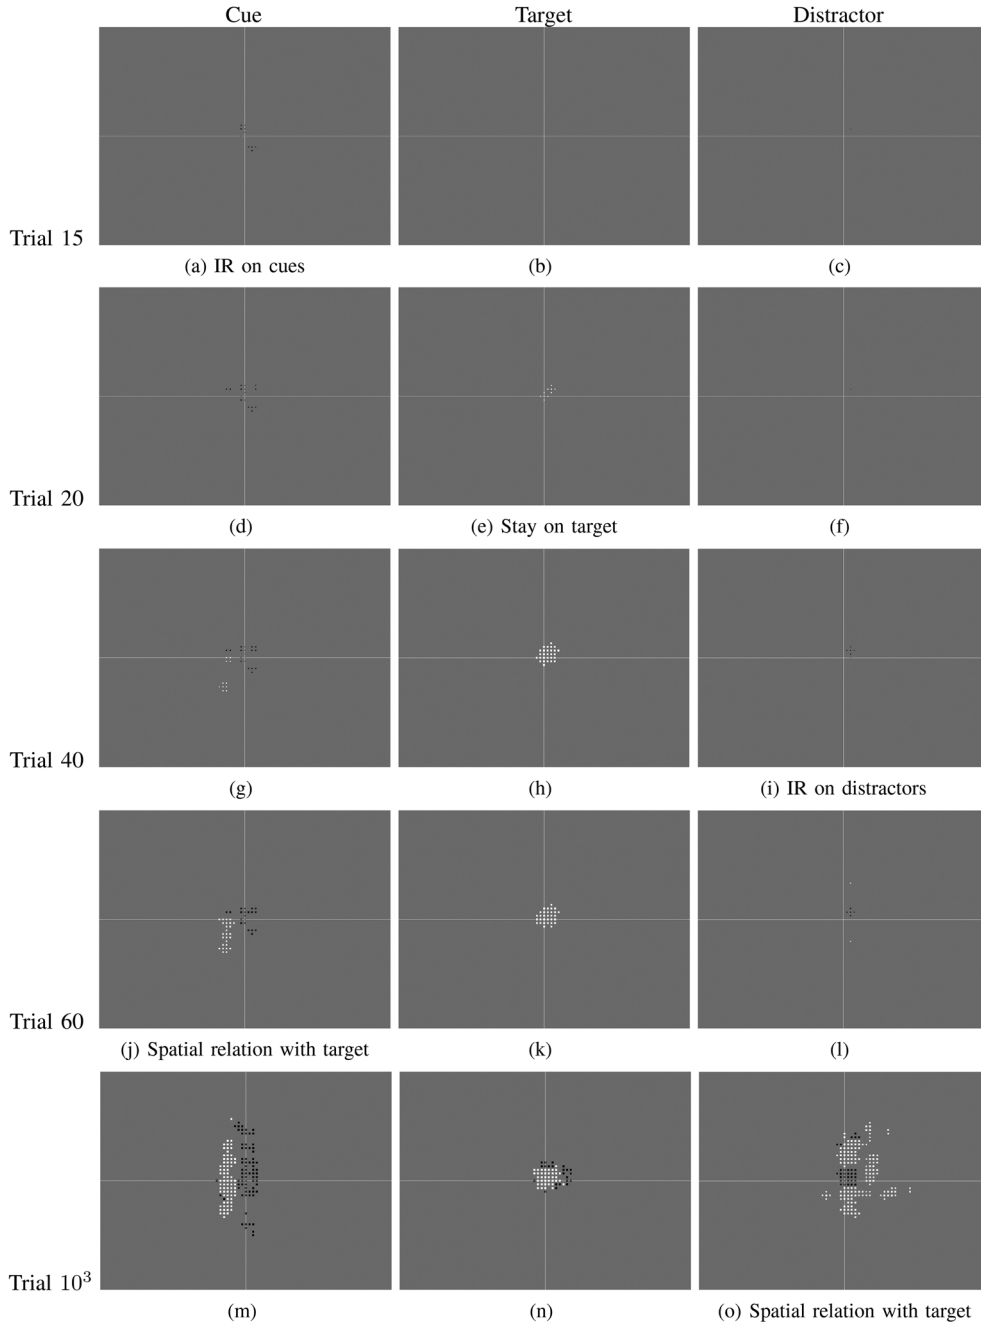 Cue Target Distractor
Trial 15
(a) IR on cues (b) (c)
Trial 20
(d) (e) Stay on target (f)
Trial 40
(g) (h) (i) IR on distractors
Trial 60
(j) Spatial relation with target (k) (l)
Trial 10³
(m) (n) (o) Spatial relation with target